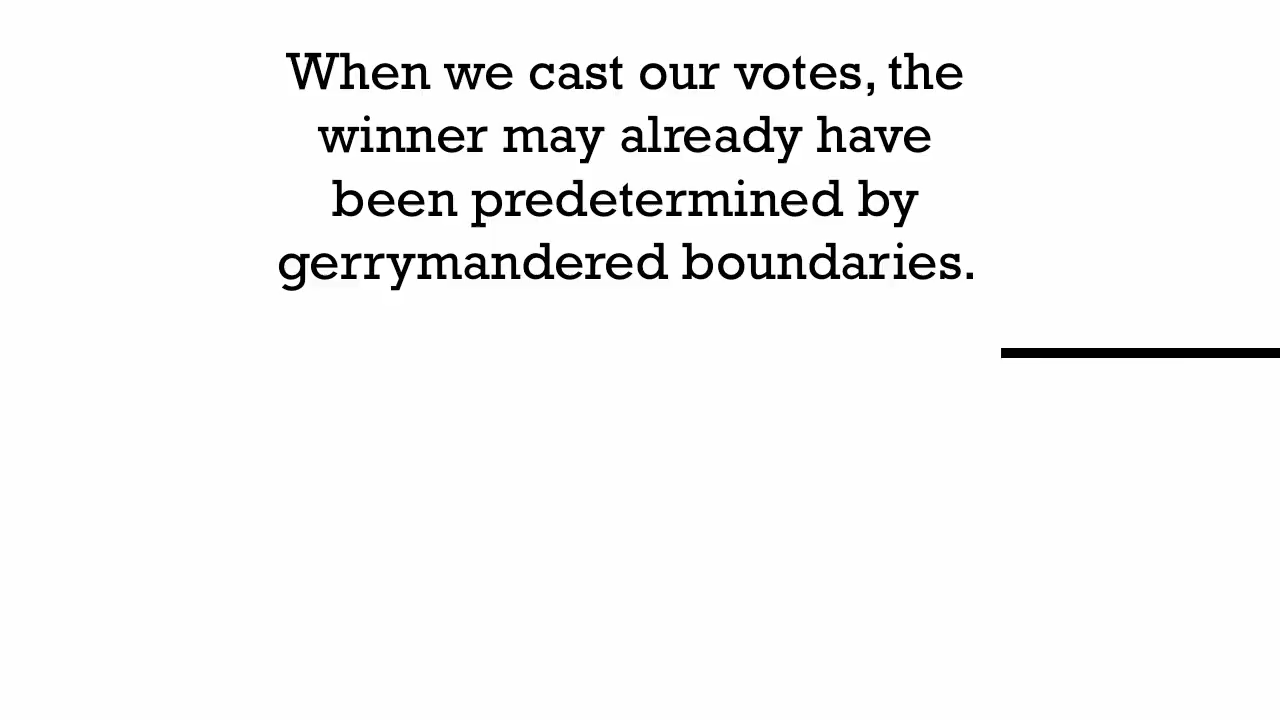 When we cast our votes, the
winner may already have
been predetermined by
gerrymandered boundaries.